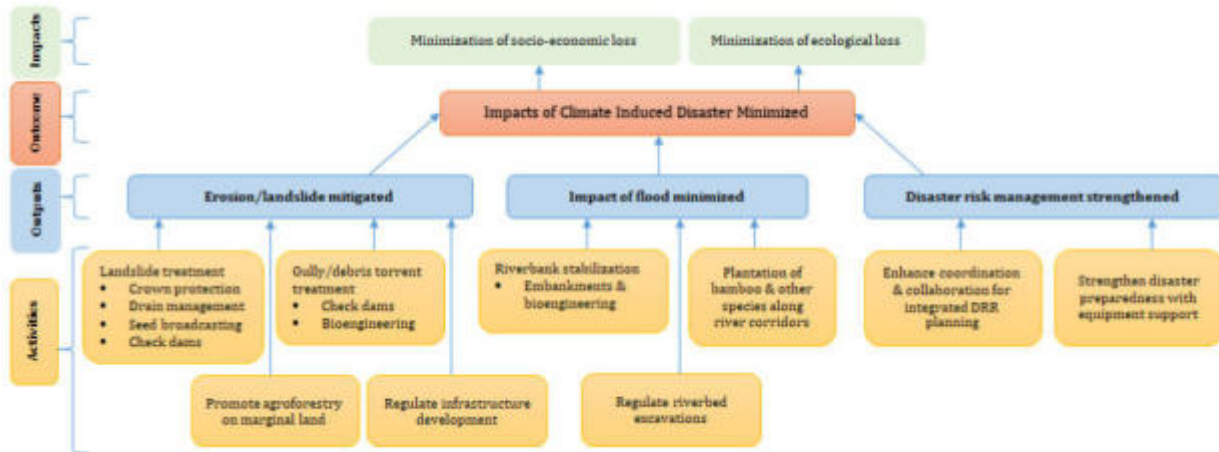 Impacts
Minimization of socio-economic loss
Minimization of ecological loss
Outcome
Impacts of Climate Induced Disaster Minimized
Outputs
Erosion/landslide mitigated
Impact of flood minimized
Disaster risk management strengthened
Activities
Landslide treatment
• Crown protection
• Drain management
• Seed broadcasting
• Check dams
Gully/debris torrent
treatment
• Check dams
• Bioengineering
Riverbank stabilization
• Embankments &
bioengineering
Plantation of
bamboo & other
species along
river corridors
Enhance coordination
& collaboration for
integrated DRR
planning
Strengthen disaster
preparedness with
equipment support
Promote agroforestry
on marginal land
Regulate infrastructure
development
Regulate riverbed
excavations